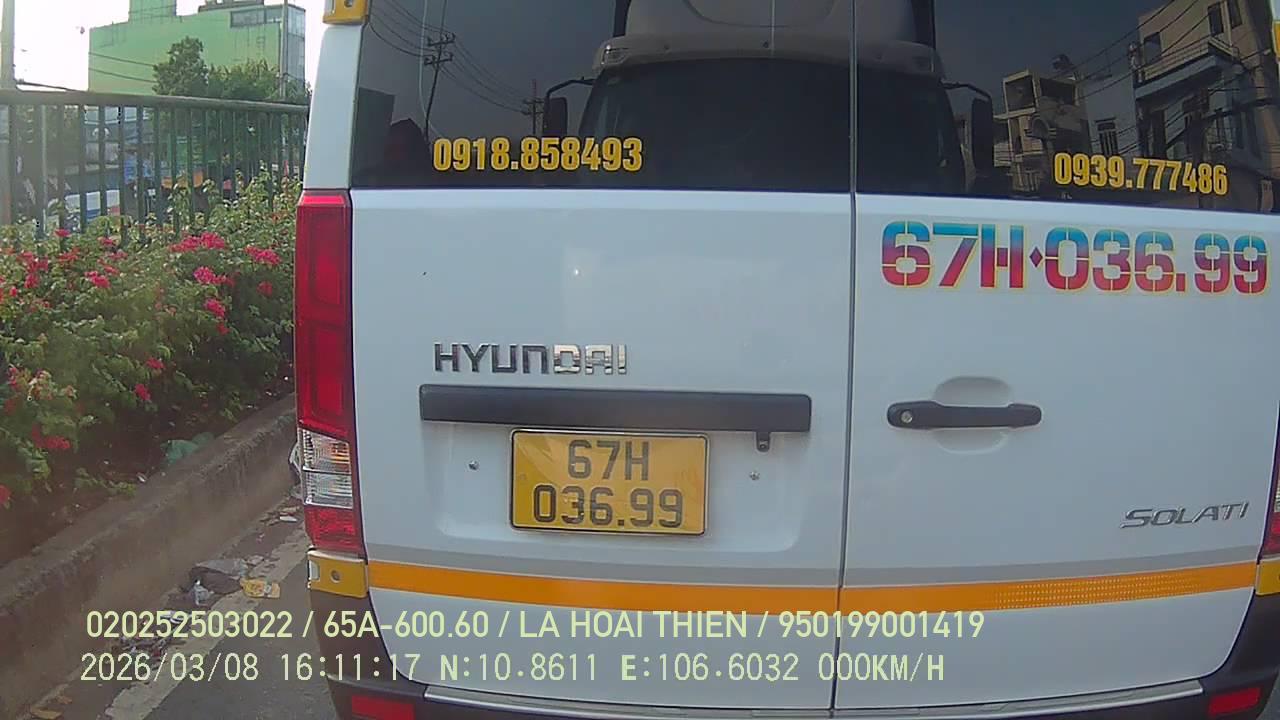 0918.858493
0939.777486
67H-036.99
HYUNDAI
67H
036.99
SOLATI
020252503022 / 65A-600.60 / LA HOAI THIEN / 950199001419
2026/03/08 16:11:17 N:10.8611 E:106.6032 000KM/H